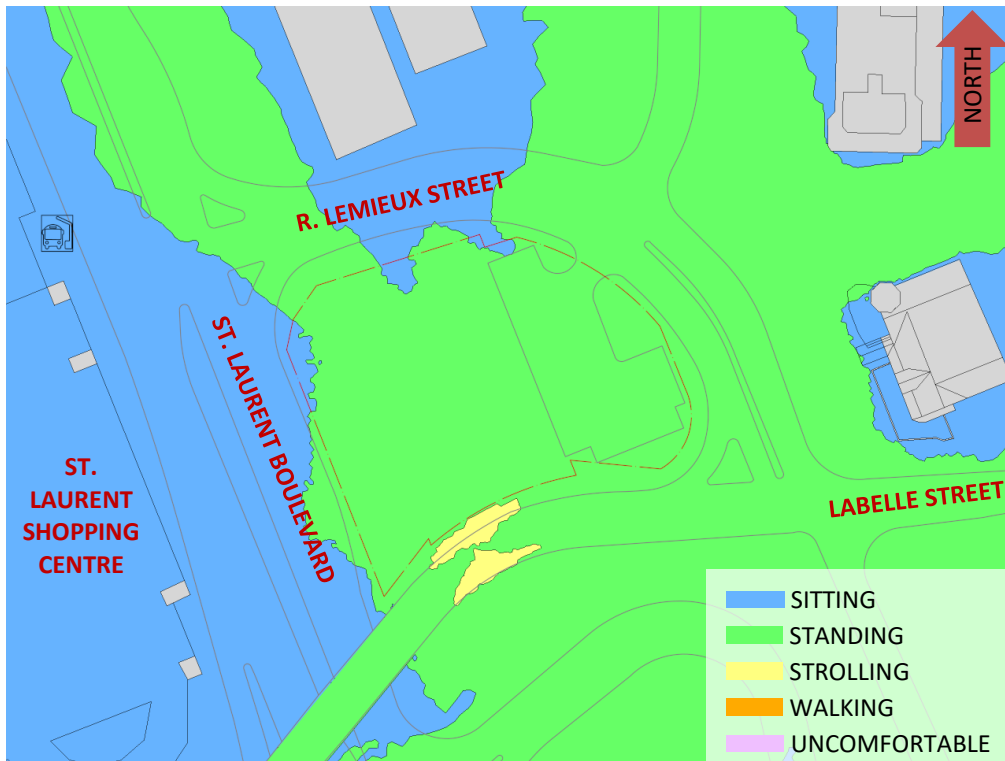 NORTH
R. LEMIEUX STREET
ST. LAURENT BOULEVARD
ST.
LAURENT
SHOPPING
CENTRE
LABELLE STREET
SITTING
STANDING
STROLLING
WALKING
UNCOMFORTABLE